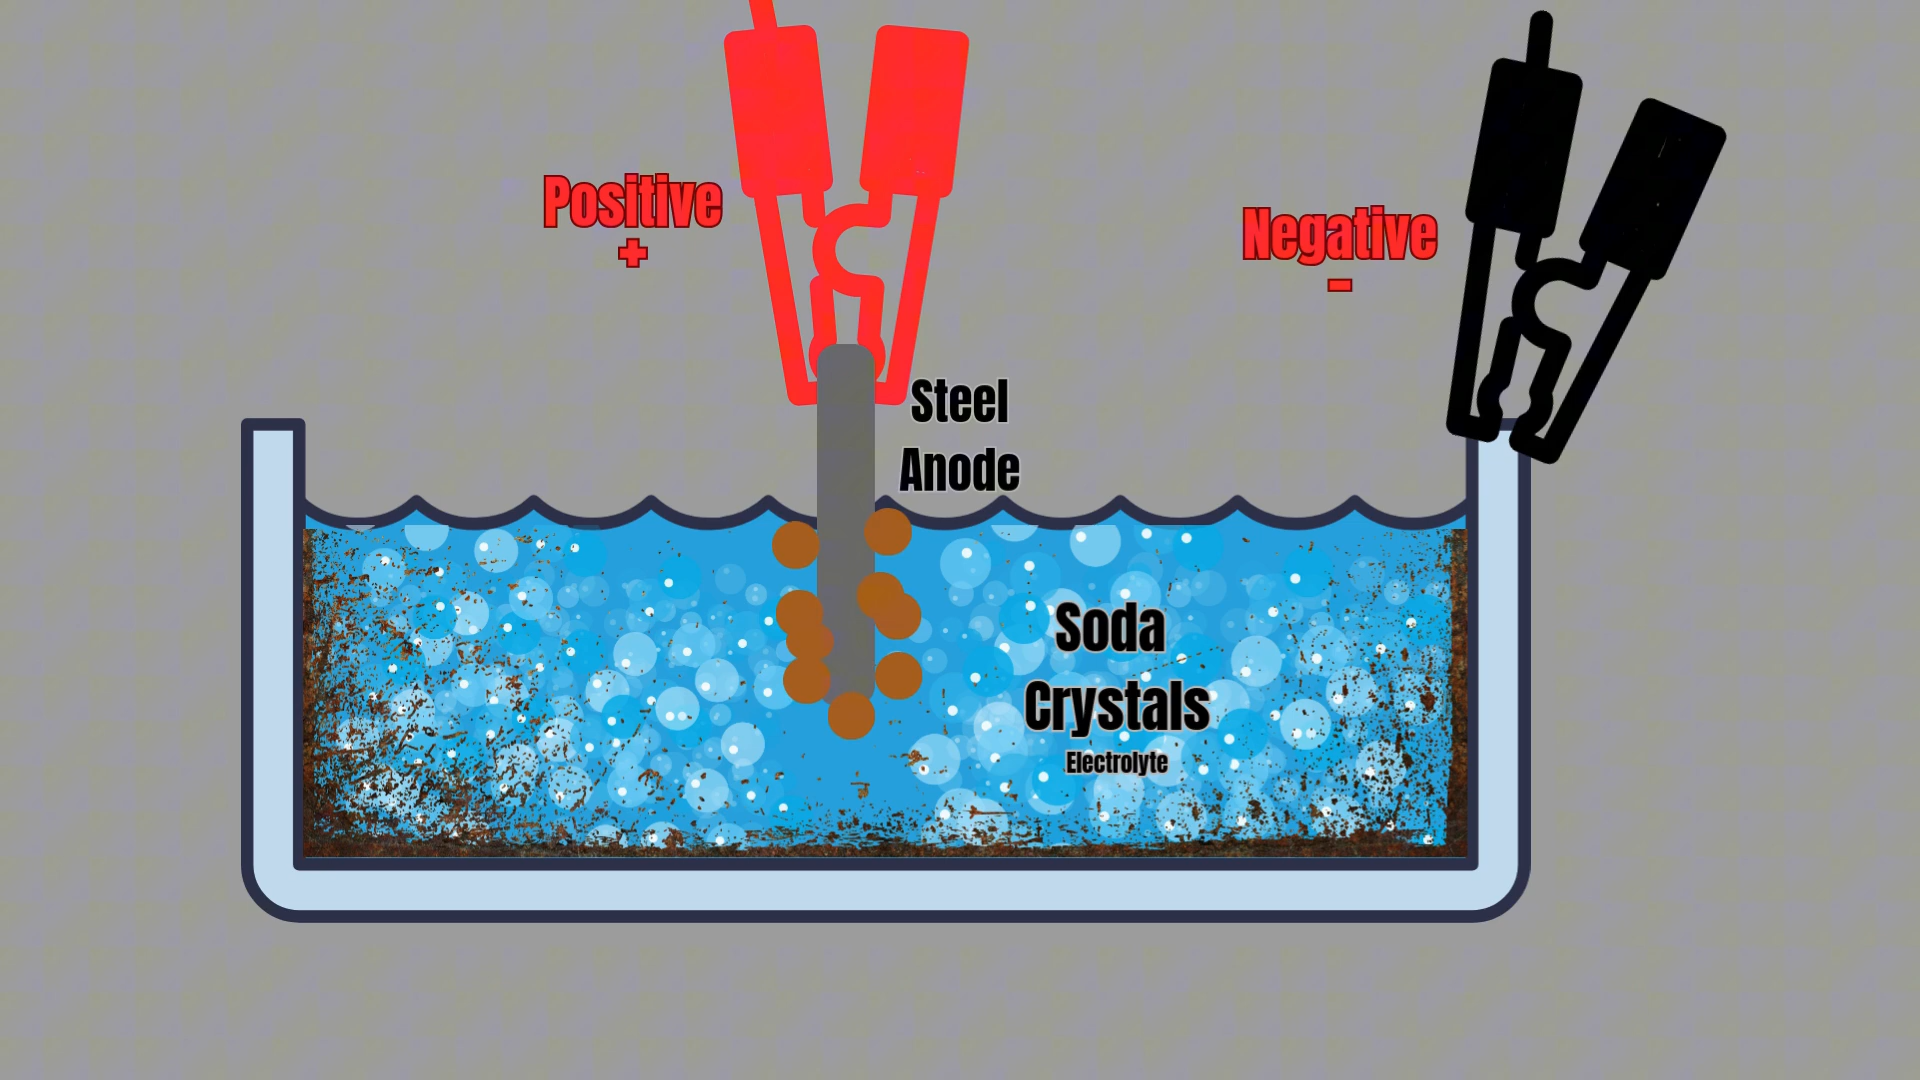 Positive
+
Negative
-
Steel
Anode
Soda
Crystals
Electrolyte